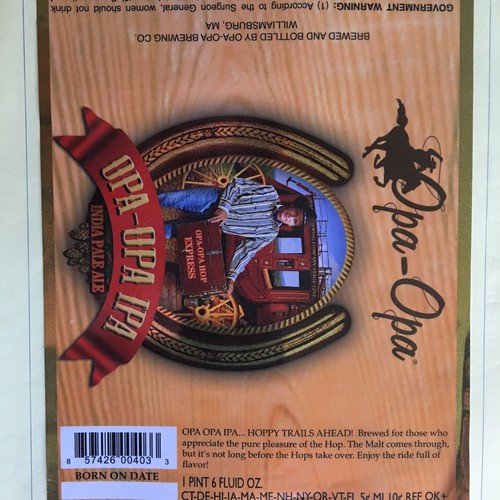 GOVERNMENT WARNING: (1) According to the Surgeon General, women should not drink
BREWED AND BOTTLED BY OPA-OPA BREWING CO.
WILLIAMSBURG, MA
Opa-Opa
OPA-OPA HOP
EXPRESS
OPA-OPA IPA
INDIA PALE ALE
OPA OPA IPA... HOPPY TRAILS AHEAD! Brewed for those who
appreciate the pure pleasure of the Hop. The Malt comes through,
but it's not long before the Hops take over. Enjoy the ride full of
flavor!
8 57426 00403 3
BORN ON DATE
1 PINT 6 FLUID OZ.
CT-DE-HI-IA-MA-ME-NH-NY-OR-VT-FL 5¢ MI 10¢ REF OK+